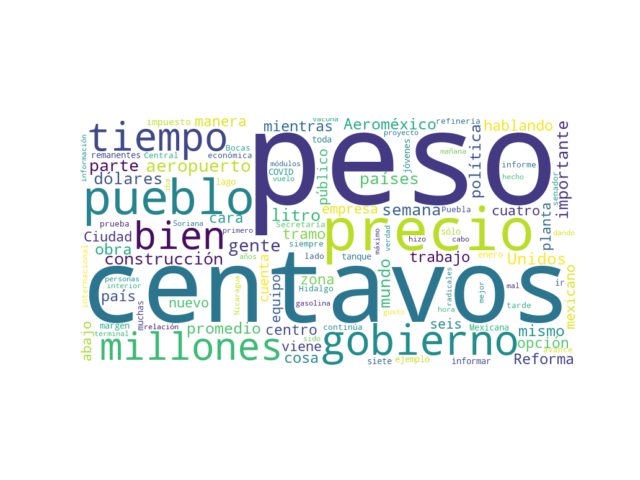 peso
centavos
precio
pueblo
gobierno
millones
tiempo
bien
impuesto
manera
mientras
Aeroméxico
vacuna
refinería
hablando
proyecto
Bocas
toda
remanentes
Central
económica
información
parte
aeropuerto
módulos
COVID
vuelo
público
jóvenes
países
política
mañana
informe
hecho
senador
importante
dólares
lago
prueba
Soriana
cara
litro
empresa
semana
Puebla
cuatro
Ciudad
primero
gente
Secretaría
tramo
siempre
verdad
sólo
planta
dando
obra
construcción
años
lado
tanque
máximo
hizo
cabo
trabajo
Unidos
internacional
personas
interior
cuenta
zona
mundo
radicales
enero
mal
ir
mexicano
país
muchas
nuevo
Nicaragua
equipo
Hidalgo
gasolina
mejor
hora
tarde
margen
relación
promedio
centro
continúa
seis
Mexicana
mismo
terminal
abajo
sido
viene
gusto
opción
avance
cosa
siete
ejemplo
informar
Reforma